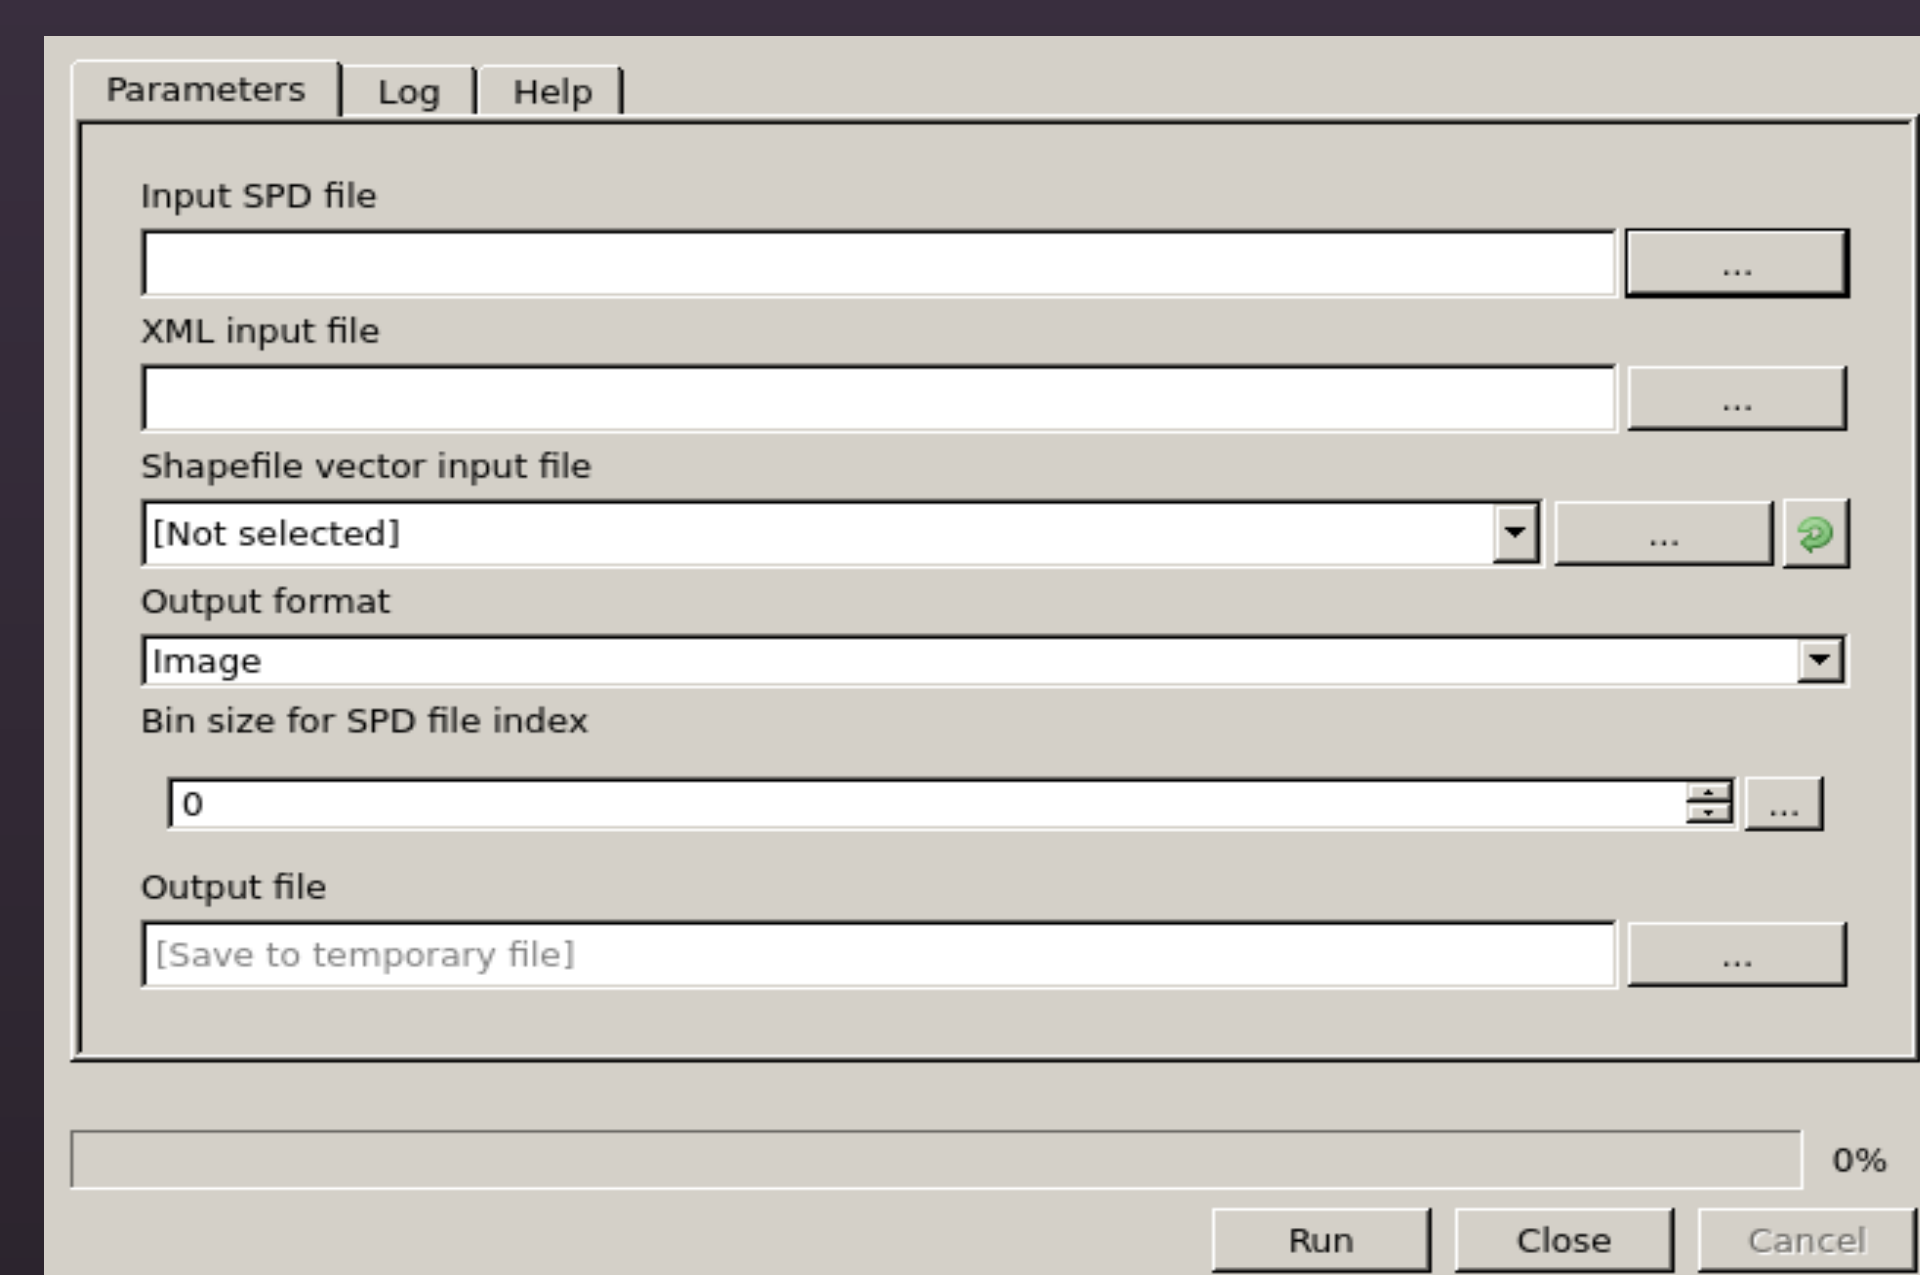 Parameters Log Help
Input SPD file
...
XML input file
...
Shapefile vector input file
[Not selected] ...
Output format
Image
Bin size for SPD file index
0 ...
Output file
[Save to temporary file] ...
0%
Run Close Cancel